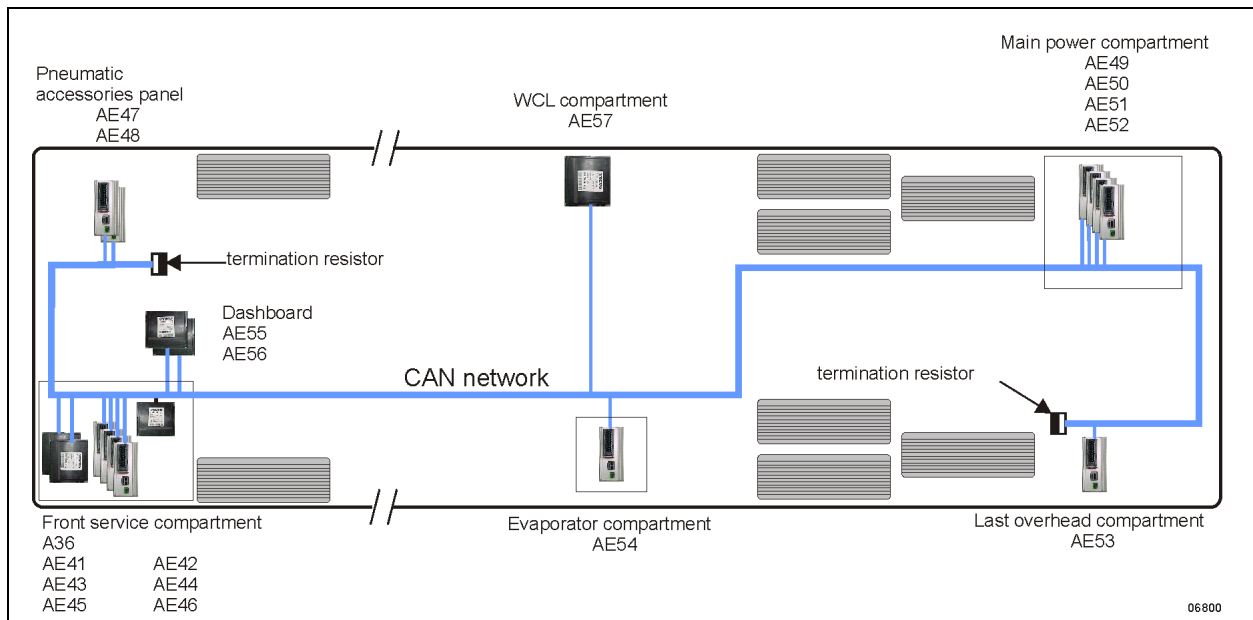 Pneumatic
accessories panel
AE47
AE48
WCL compartment
AE57
Main power compartment
AE49
AE50
AE51
AE52
termination resistor
Dashboard
AE55
AE56
CAN network
termination resistor
Front service compartment
A36
AE41
AE43 AE42
AE45 AE44
AE46
Evaporator compartment
AE54
Last overhead compartment
AE53
06800